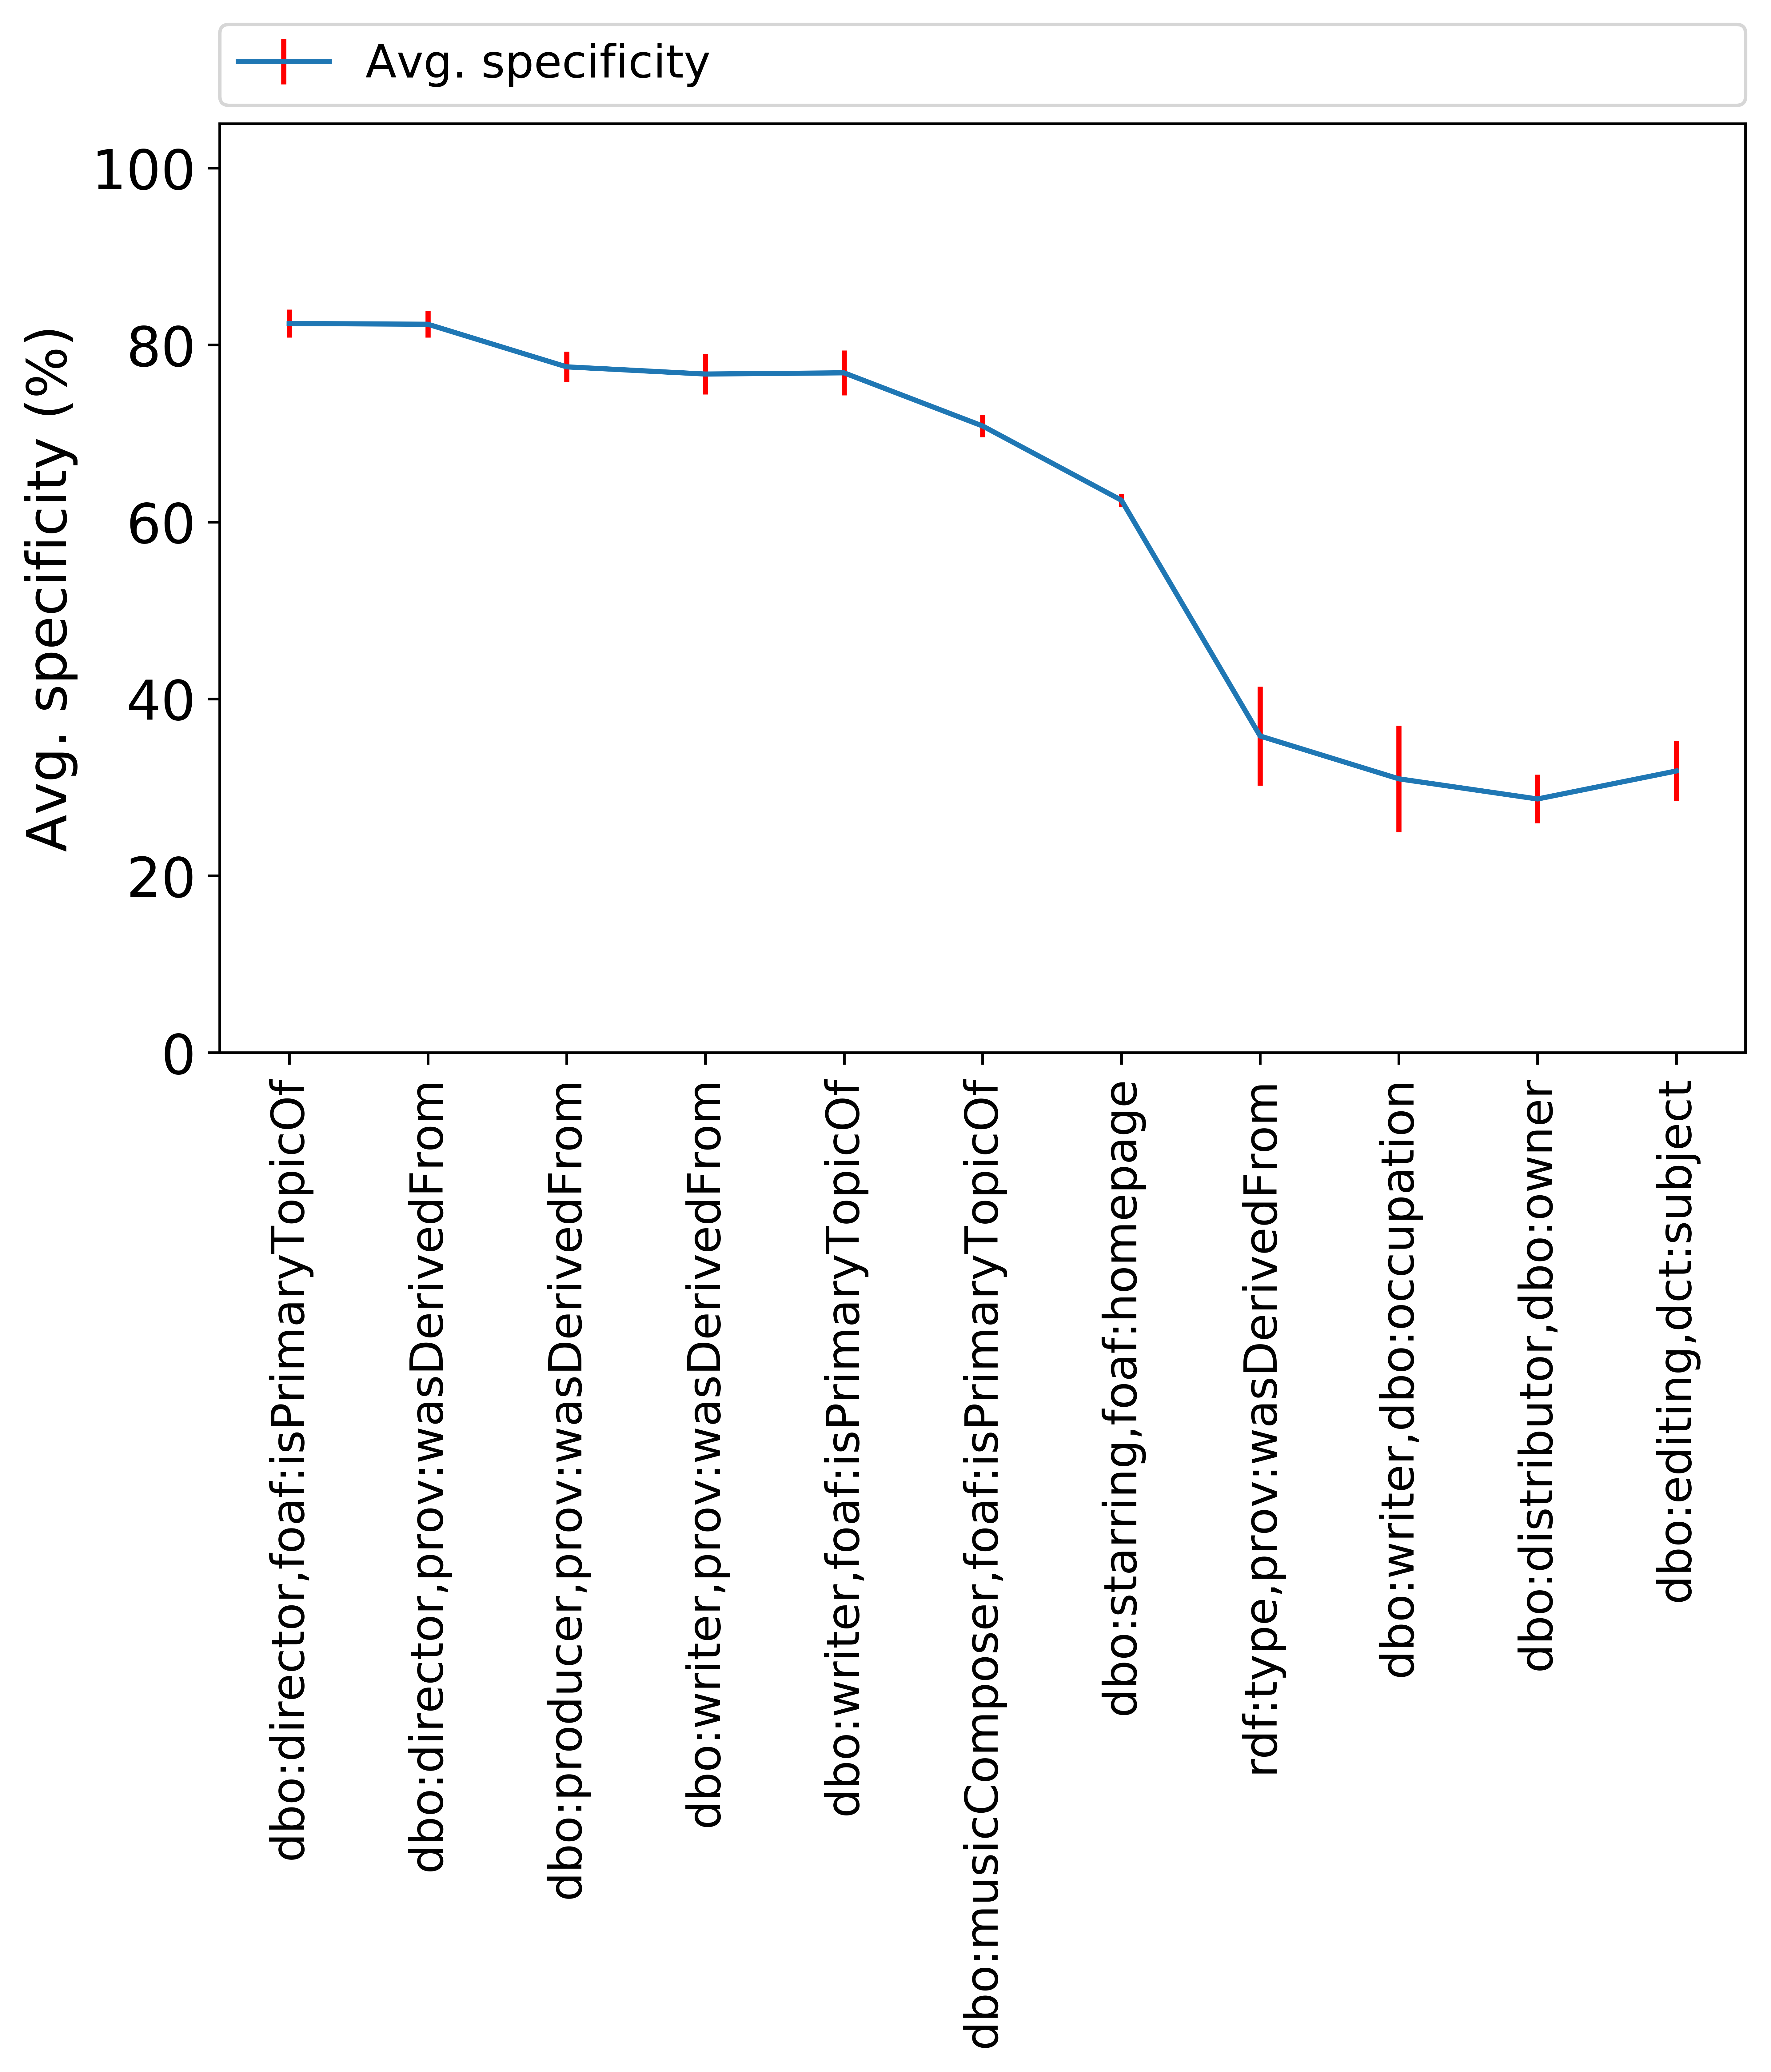 Avg. specificity
Avg. specificity (%)
100
80
60
40
20
0
dbo:director,foaf:isPrimaryTopicOf
dbo:director,prov:wasDerivedFrom
dbo:producer,prov:wasDerivedFrom
dbo:writer,prov:wasDerivedFrom
dbo:writer,foaf:isPrimaryTopicOf
dbo:musicComposer,foaf:isPrimaryTopicOf
dbo:starring,foaf:homepage
rdf:type,prov:wasDerivedFrom
dbo:writer,dbo:occupation
dbo:distributor,dbo:owner
dbo:editing,dct:subject